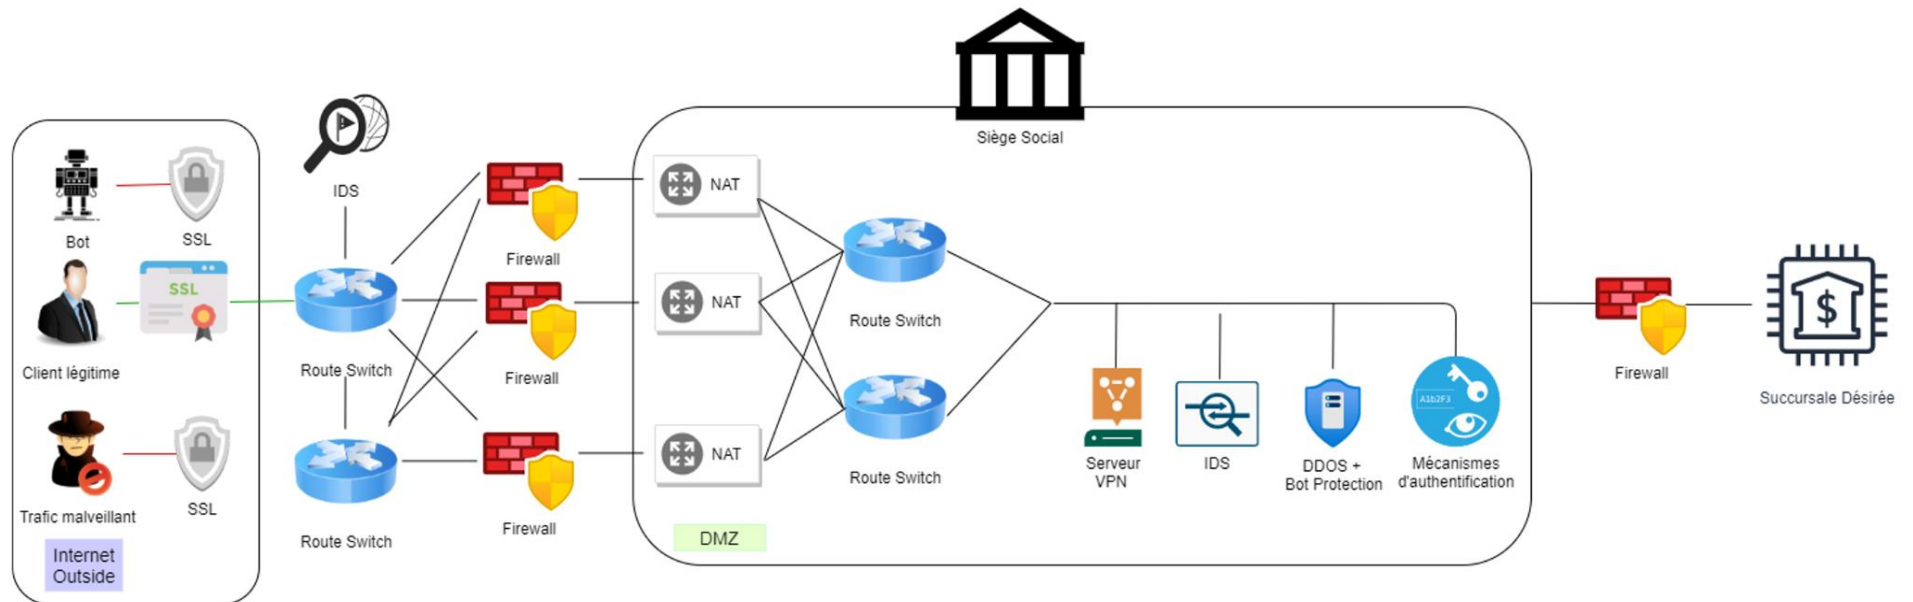 Siège Social
IDS
Bot
SSL
SSL
Client légitime
Trafic malveillant
SSL
Internet
Outside
Route Switch
Route Switch
Firewall
Firewall
Firewall
NAT
NAT
NAT
DMZ
Route Switch
Route Switch
Serveur
VPN
IDS
DDOS +
Bot Protection
A1b2F3
Mécanismes
d'authentification
Firewall
$
Succursale Désirée